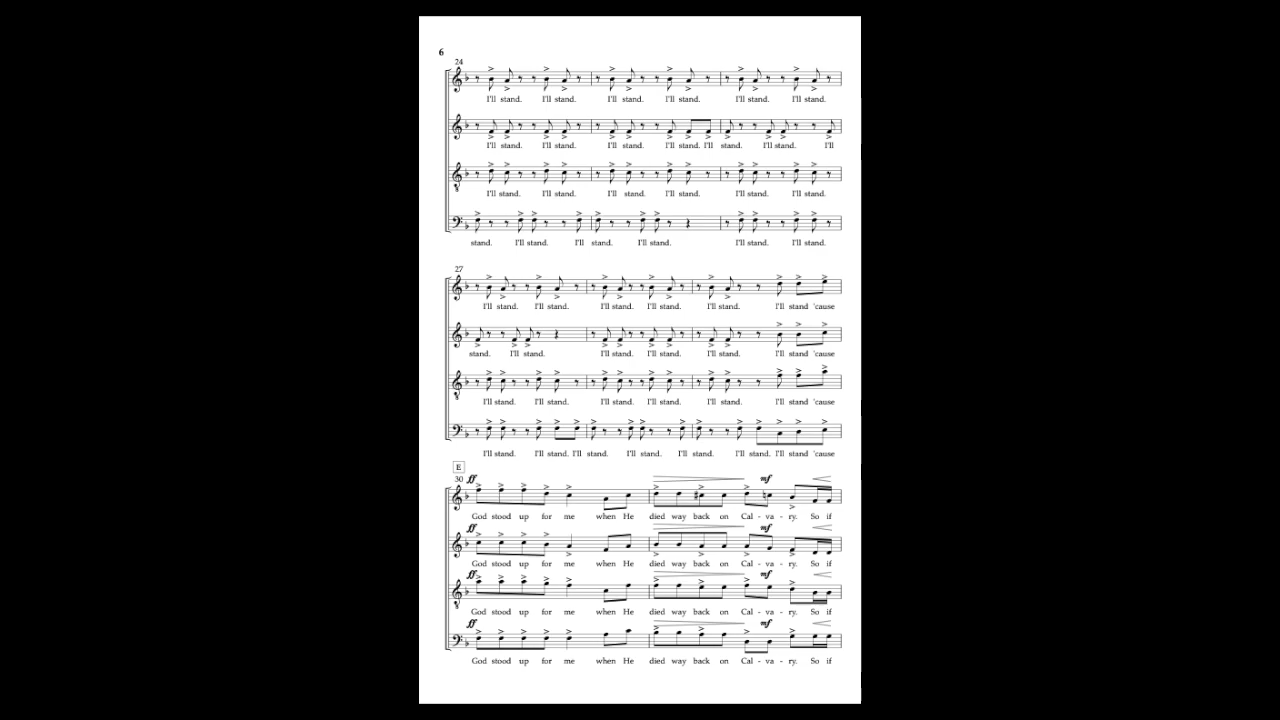 6
24
I'll stand. I'll stand. I'll stand. I'll stand. I'll stand. I'll stand.
I'll stand. I'll stand. I'll stand. I'll stand. I'll stand. I'll stand. I'll
I'll stand. I'll stand. I'll stand. I'll stand. I'll stand. I'll stand.
stand. I'll stand. I'll stand. I'll stand. I'll stand. I'll stand.
27
I'll stand. I'll stand. I'll stand. I'll stand. I'll stand. I'll stand 'cause
stand. I'll stand. I'll stand. I'll stand. I'll stand. I'll stand 'cause
I'll stand. I'll stand. I'll stand. I'll stand. I'll stand. I'll stand 'cause
I'll stand. I'll stand. I'll stand. I'll stand. I'll stand. I'll stand. I'll stand. I'll stand 'cause
E
30 ff mf
God stood up for me when He died way back on Cal - va - ry. So if
ff mf
God stood up for me when He died way back on Cal - va - ry. So if
ff mf
God stood up for me when He died way back on Cal - va - ry. So if
ff mf
God stood up for me when He died way back on Cal - va - ry. So if